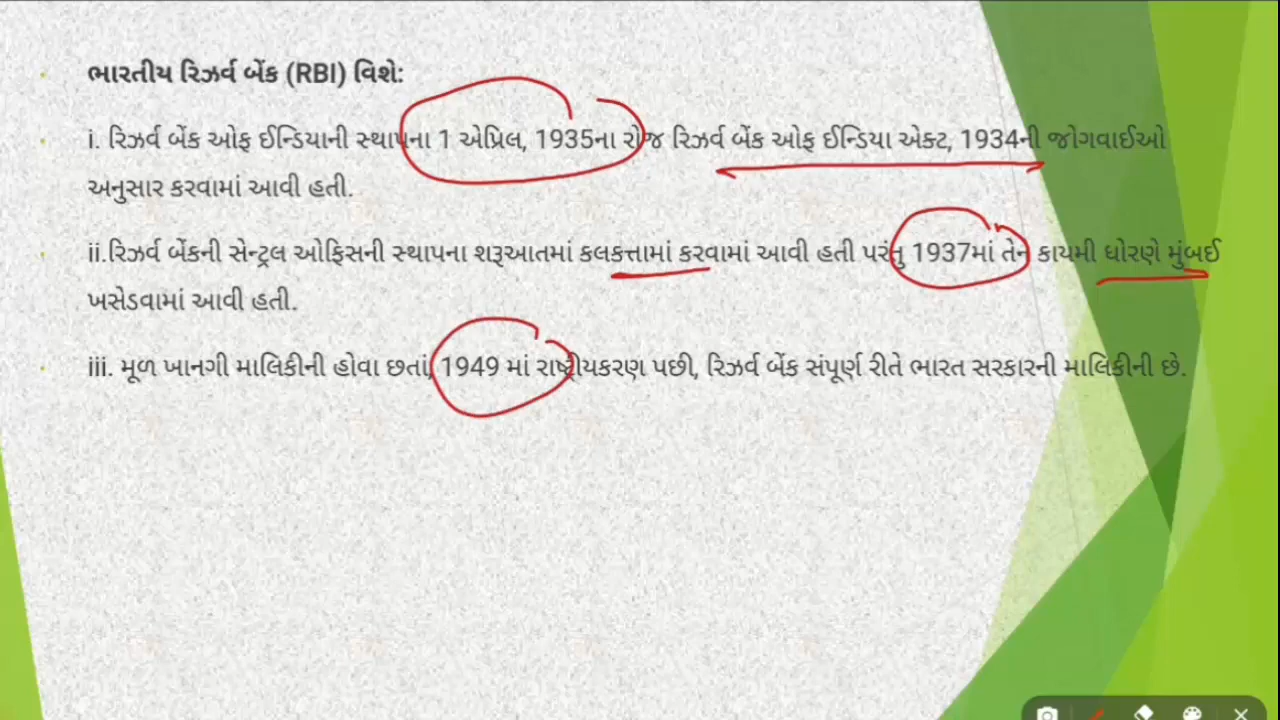 ભારતીય રિઝર્વ બેંક (RBI) વિશે:
i. રિઝર્વ બેંક ઓફ ઈન્ડિયાની સ્થાપના 1 એપ્રિલ, 1935ના રોજ રિઝર્વ બેંક ઓફ ઈન્ડિયા એક્ટ, 1934ની જોગવાઈઓ
અનુસાર કરવામાં આવી હતી.
ii.રિઝર્વ બેંકની સેન્ટ્રલ ઓફિસની સ્થાપના શરૂઆતમાં કલકત્તામાં કરવામાં આવી હતી પરંતુ 1937માં તેને કાયમી ધોરણે મુંબઈ
ખસેડવામાં આવી હતી.
iii. મૂળ ખાનગી માલિકીની હોવા છતાં, 1949 માં રાષ્ટ્રીયકરણ પછી, રિઝર્વ બેંક સંપૂર્ણ રીતે ભારત સરકારની માલિકીની છે.